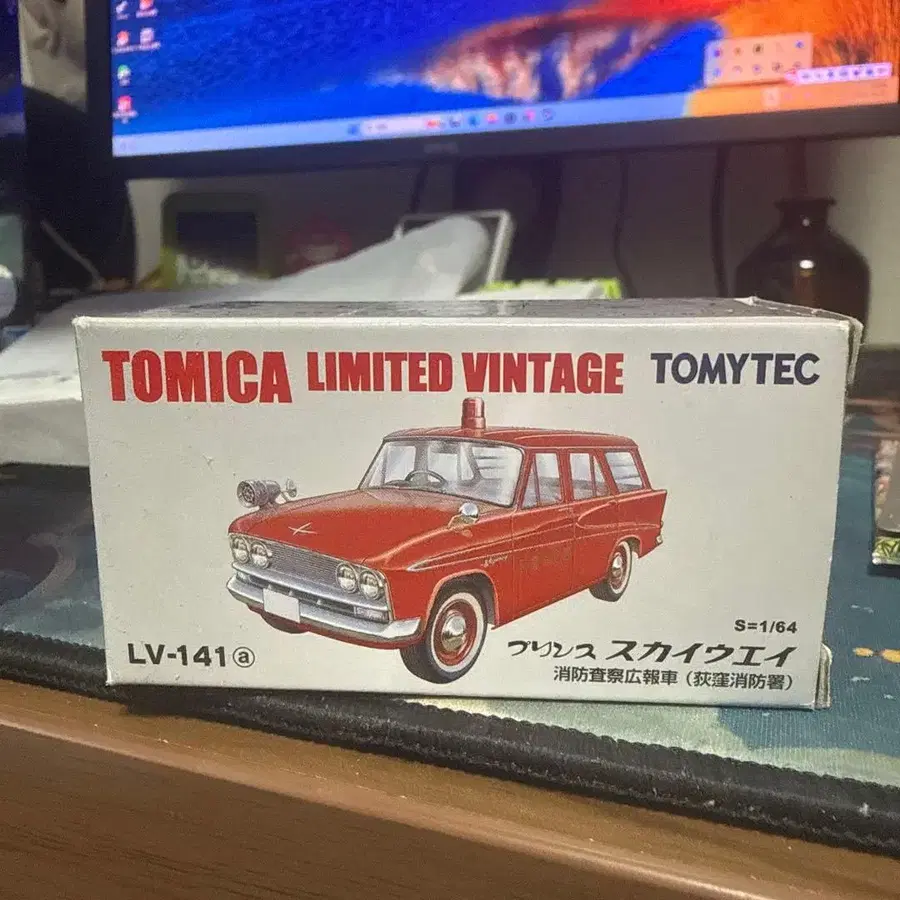 TOMICA LIMITED VINTAGE TOMYTEC
S=1/64
LV-141ⓐ
プリンス スカイウエイ
消防査察広報車 (荻窪消防署)